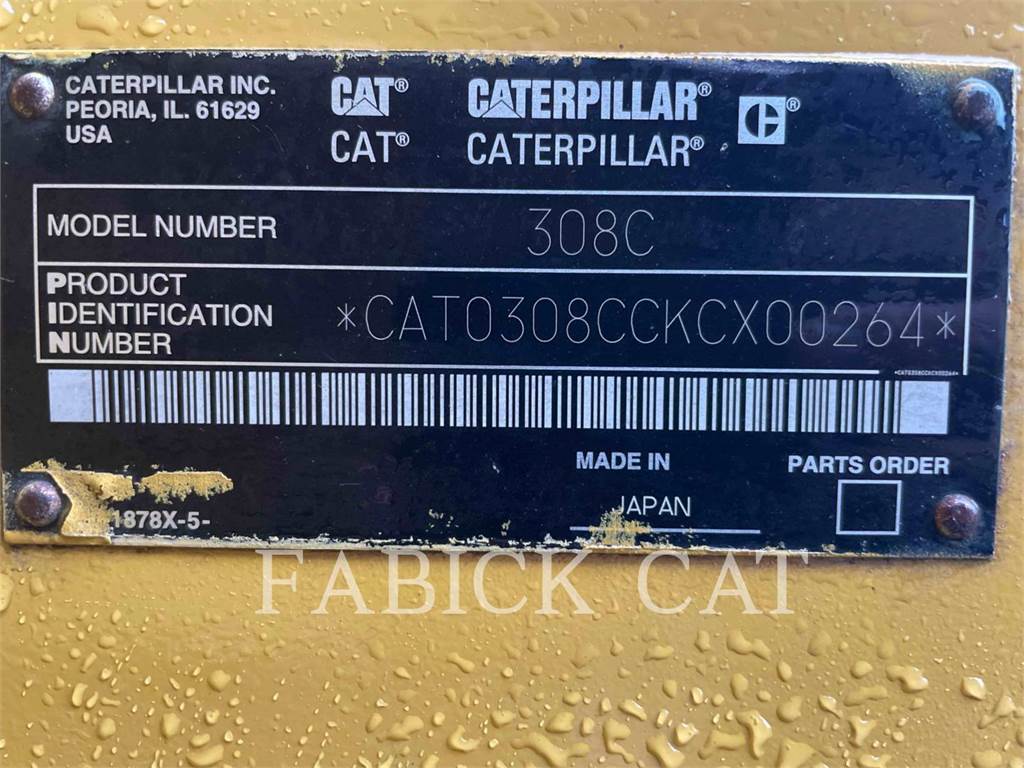 CATERPILLAR INC.
PEORIA, IL. 61629
USA
CAT®
CAT®
CATERPILLAR®
CATERPILLAR®
®
MODEL NUMBER 308C
PRODUCT
IDENTIFICATION
NUMBER
*CAT0308CCKCX00264*
*CAT0308CCKCX00264*
MADE IN
JAPAN
PARTS ORDER
1878X-5-
FABICK CAT